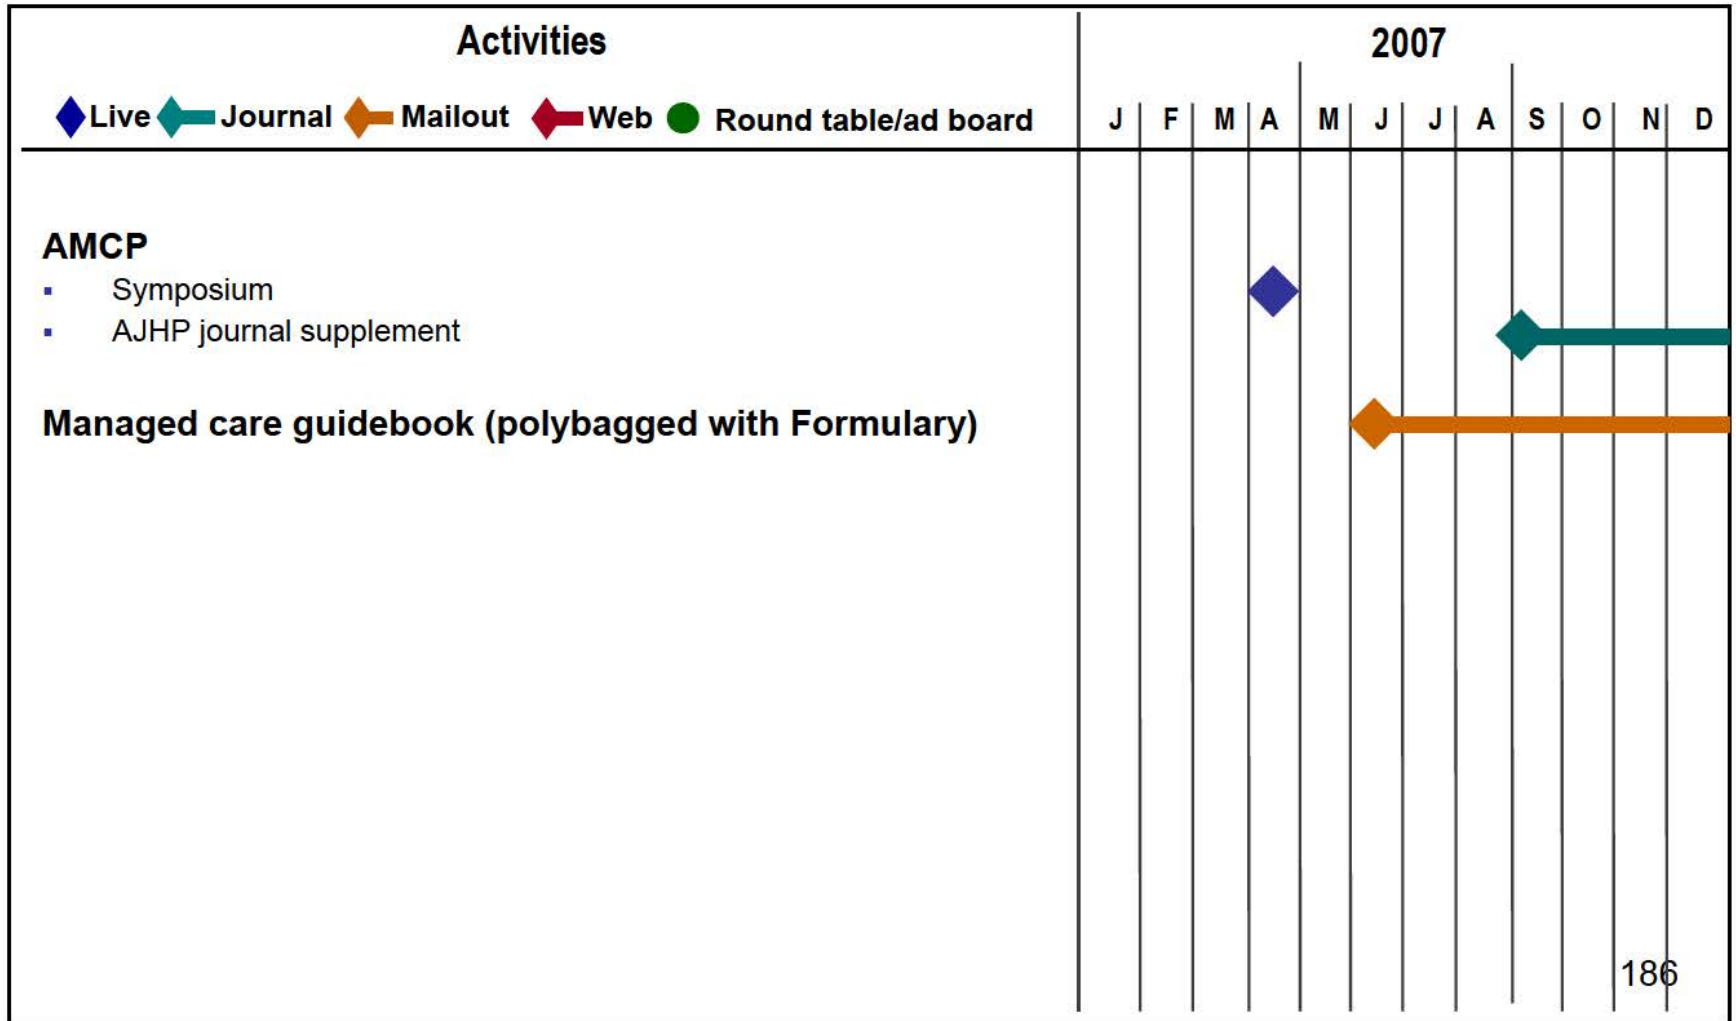 Activities
2007
Live Journal Mailout Web Round table/ad board
J F M A M J J A S O N D
AMCP
▪ Symposium
▪ AJHP journal supplement
Managed care guidebook (polybagged with Formulary)
186